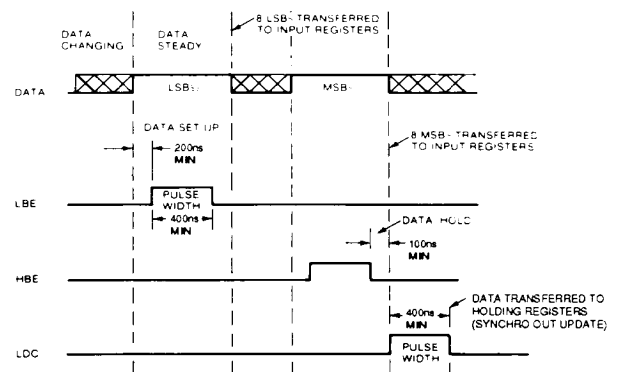 DATA CHANGING
DATA STEADY
8 LSBs TRANSFERRED TO INPUT REGISTERS
DATA
LSBs
MSBs
DATA SET UP
200ns MIN
8 MSBs TRANSFERRED TO INPUT REGISTERS
LBE
PULSE WIDTH
400ns MIN
DATA HOLD
100ns MIN
HBE
DATA TRANSFERRED TO HOLDING REGISTERS (SYNCHRO OUT UPDATE)
400ns MIN
LDC
PULSE WIDTH